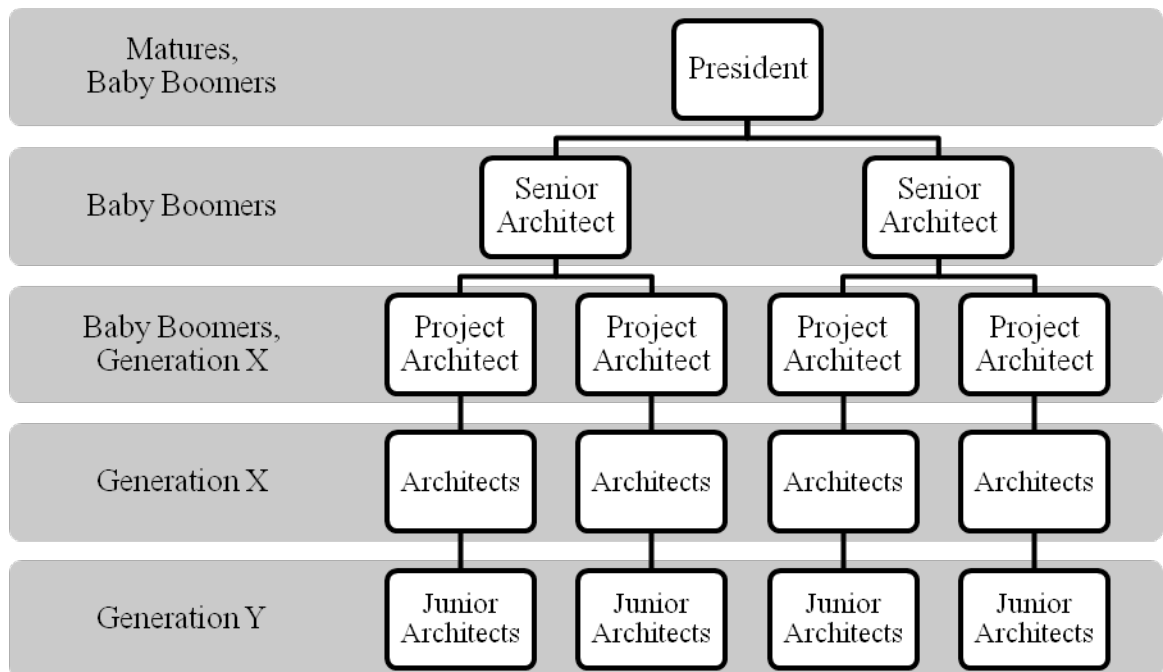 Matures,
Baby Boomers
President
Baby Boomers
Senior
Architect
Senior
Architect
Baby Boomers,
Generation X
Project
Architect
Project
Architect
Project
Architect
Project
Architect
Generation X
Architects
Architects
Architects
Architects
Generation Y
Junior
Architects
Junior
Architects
Junior
Architects
Junior
Architects